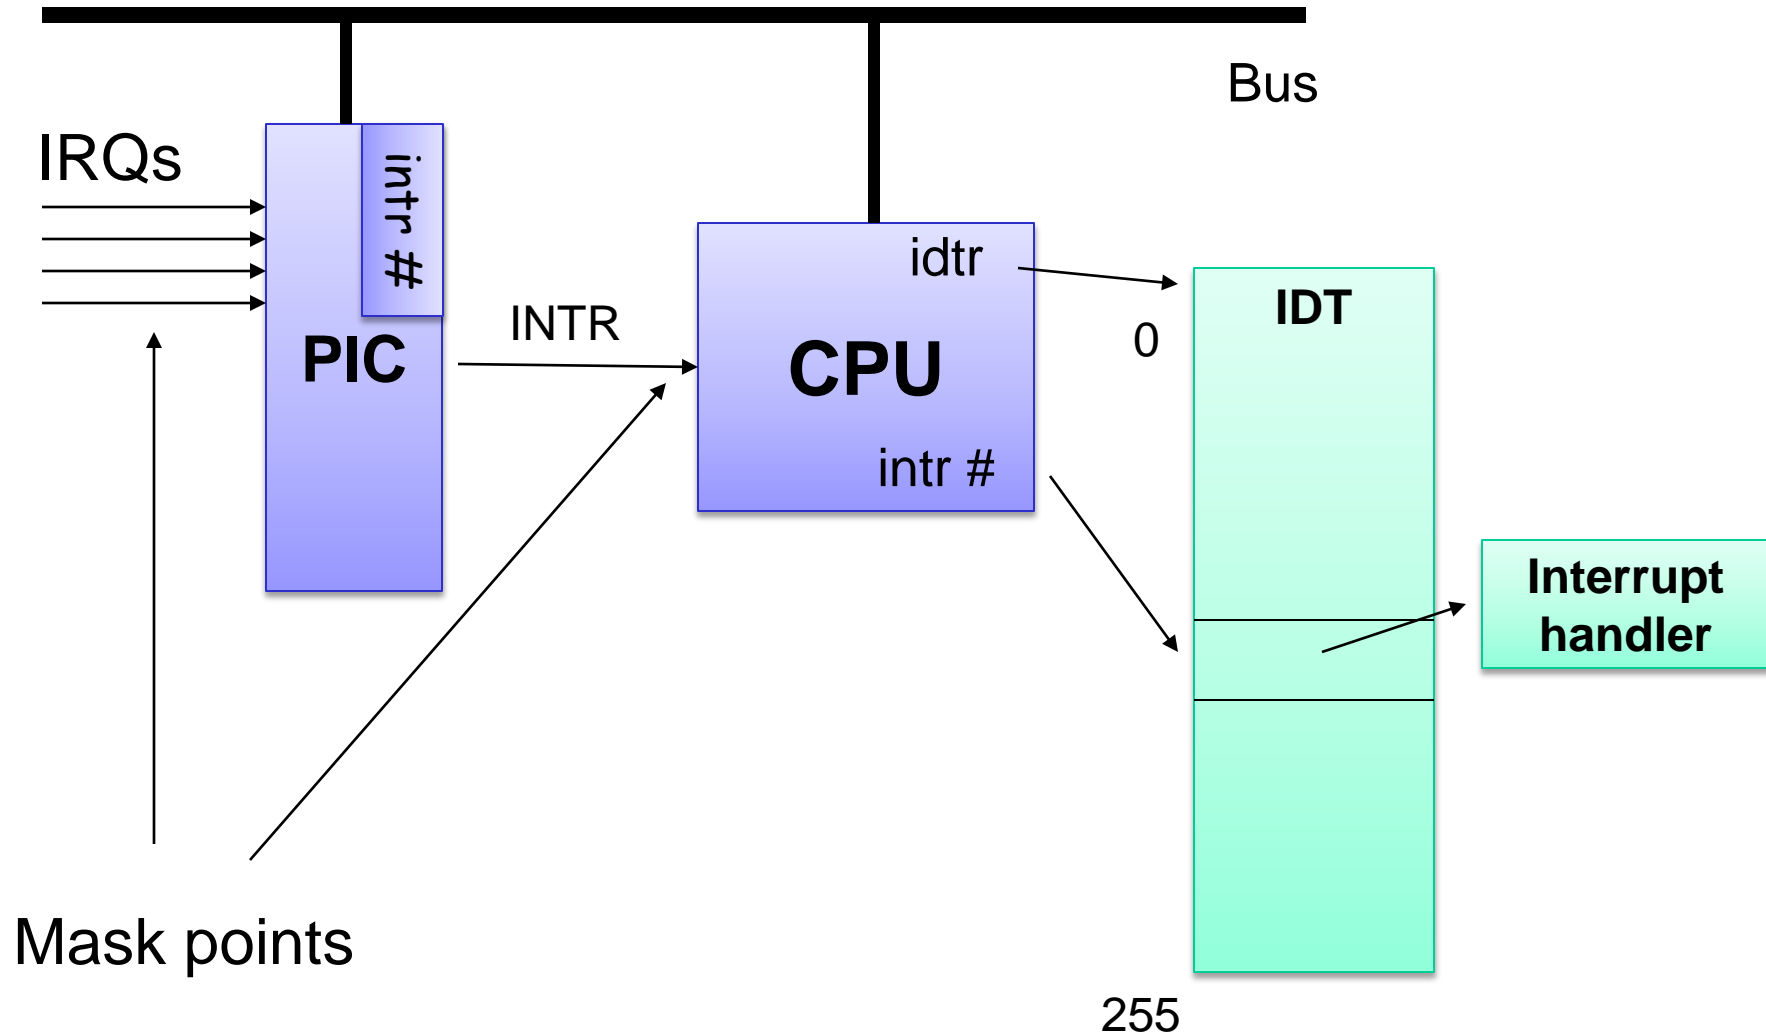 Bus
IRQs
intr #
PIC
INTR
idtr
CPU
intr #
0
IDT
Interrupt
handler
Mask points
255